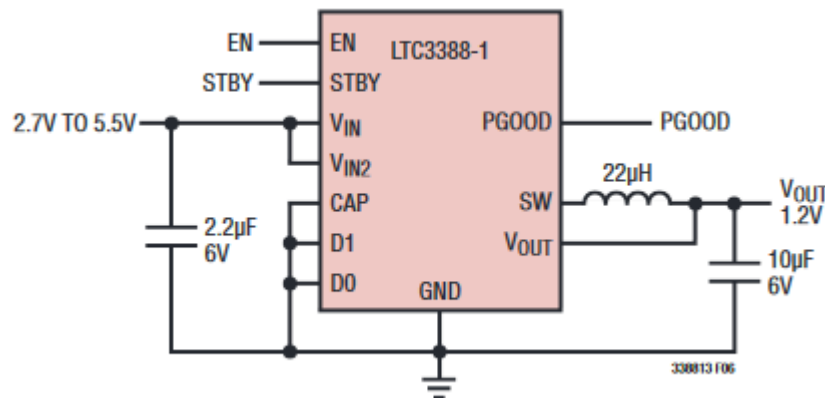 EN
EN
LTC3388-1
STBY
STBY
2.7V TO 5.5V
VIN
PGOOD
PGOOD
VIN2
22µH
CAP
SW
VOUT
1.2V
2.2µF
6V
D1
VOUT
10µF
6V
D0
GND
338813 F06